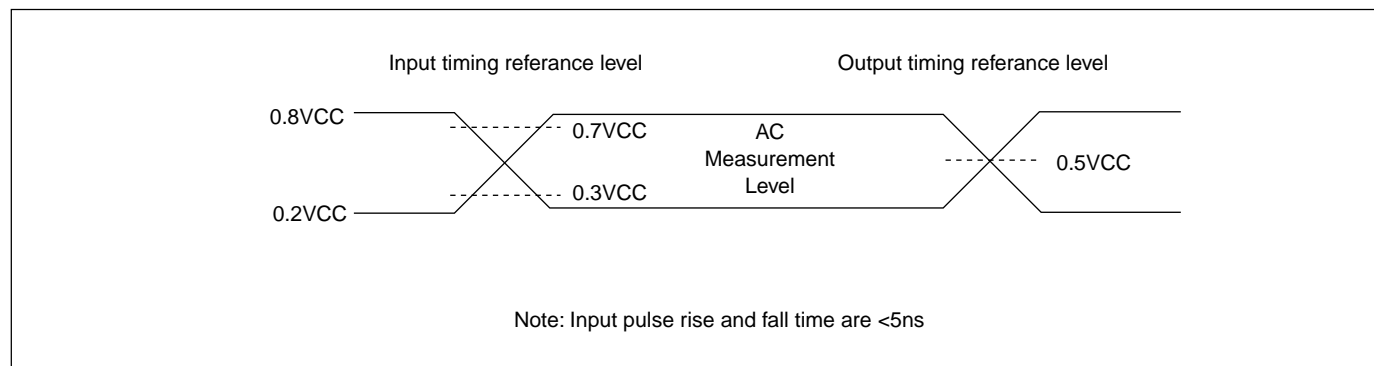 Input timing referance level
Output timing referance level
0.8VCC
0.7VCC
AC
Measurement
Level
0.5VCC
0.3VCC
0.2VCC
Note: Input pulse rise and fall time are <5ns